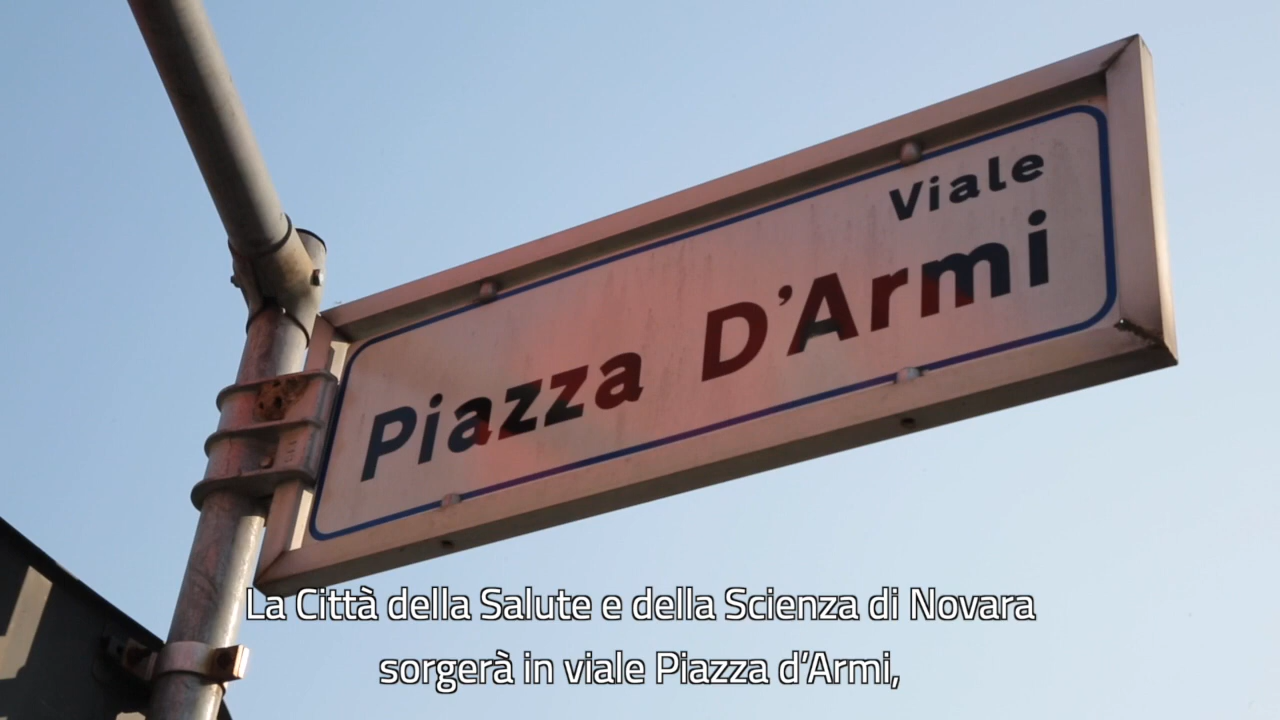 Viale
Piazza D'Armi
La Città della Salute e della Scienza di Novara
sorgerà in viale Piazza d'Armi,